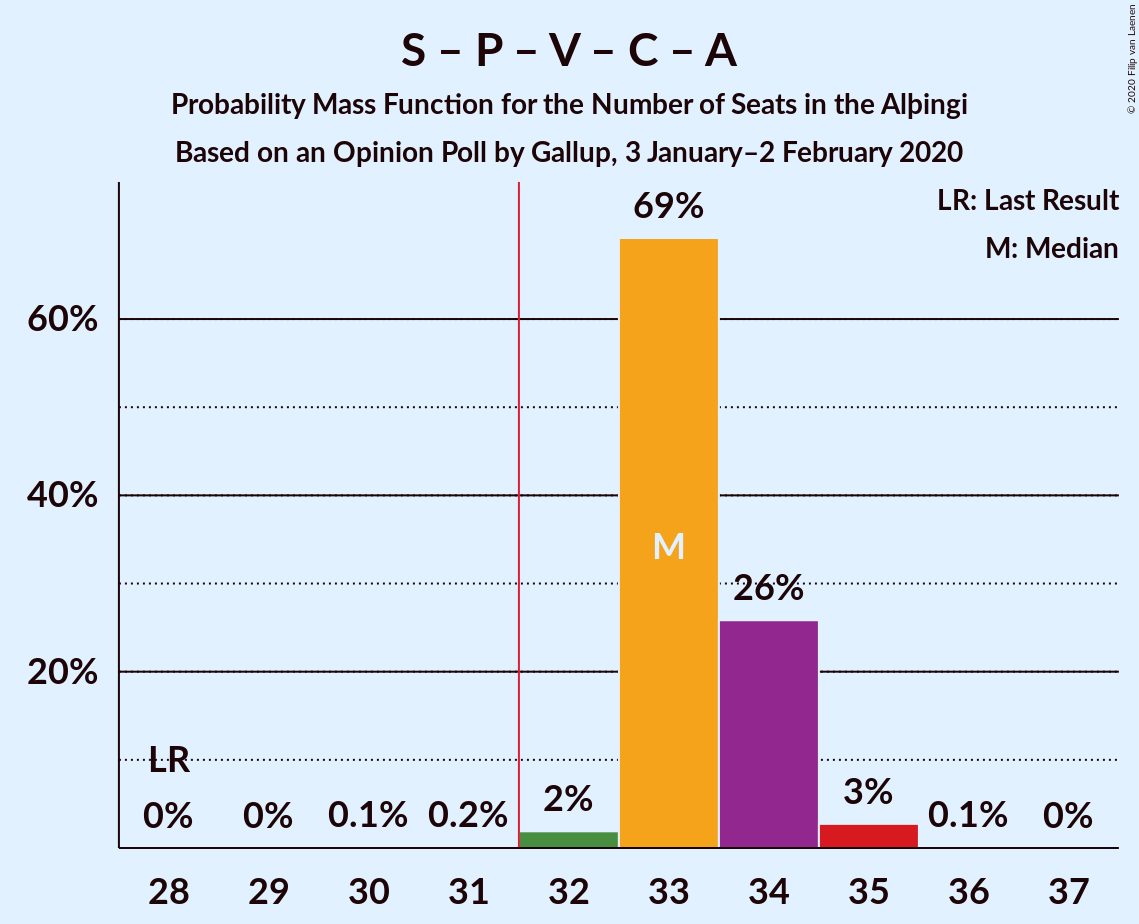 S – P – V – C – A
Probability Mass Function for the Number of Seats in the Alþingi
Based on an Opinion Poll by Gallup, 3 January–2 February 2020
© 2020 Filip van Laenen
LR: Last Result
M: Median
60%
40%
20%
69%
M
26%
LR
0%
0%
0.1%
0.2%
2%
3%
0.1%
0%
28 29 30 31 32 33 34 35 36 37